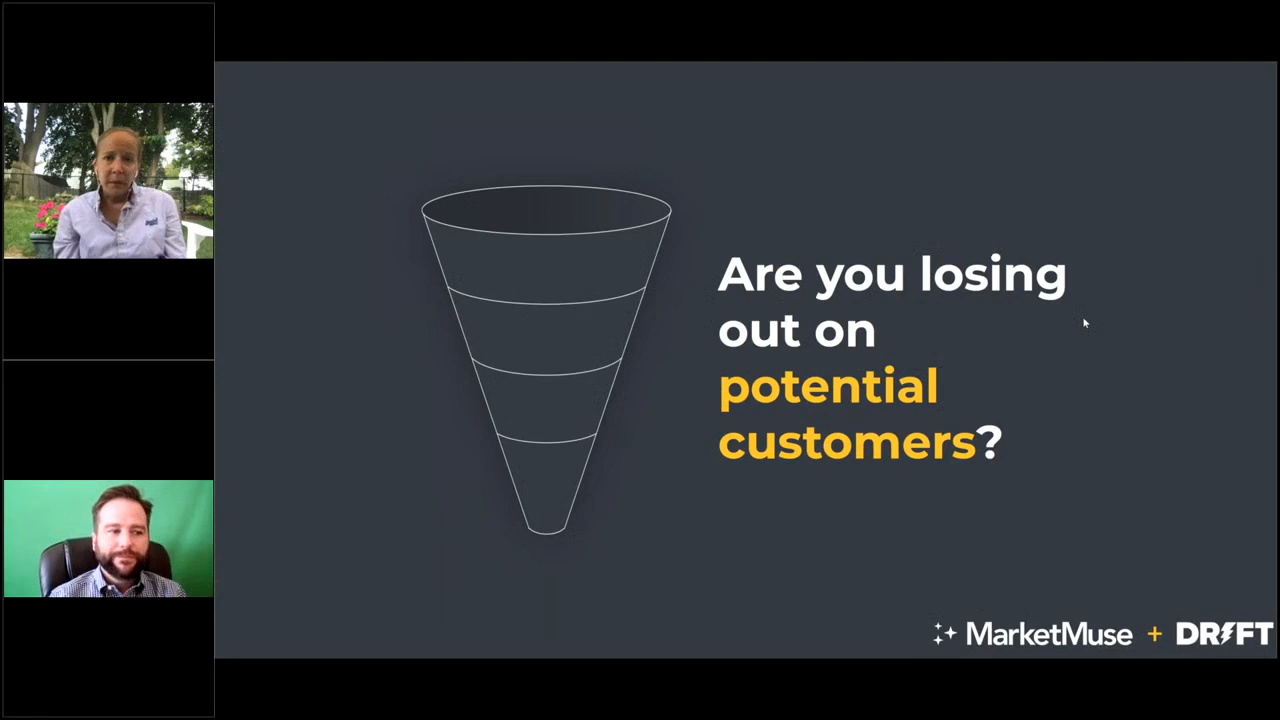 Are you losing
out on
potential
customers?
MarketMuse + DRIFT